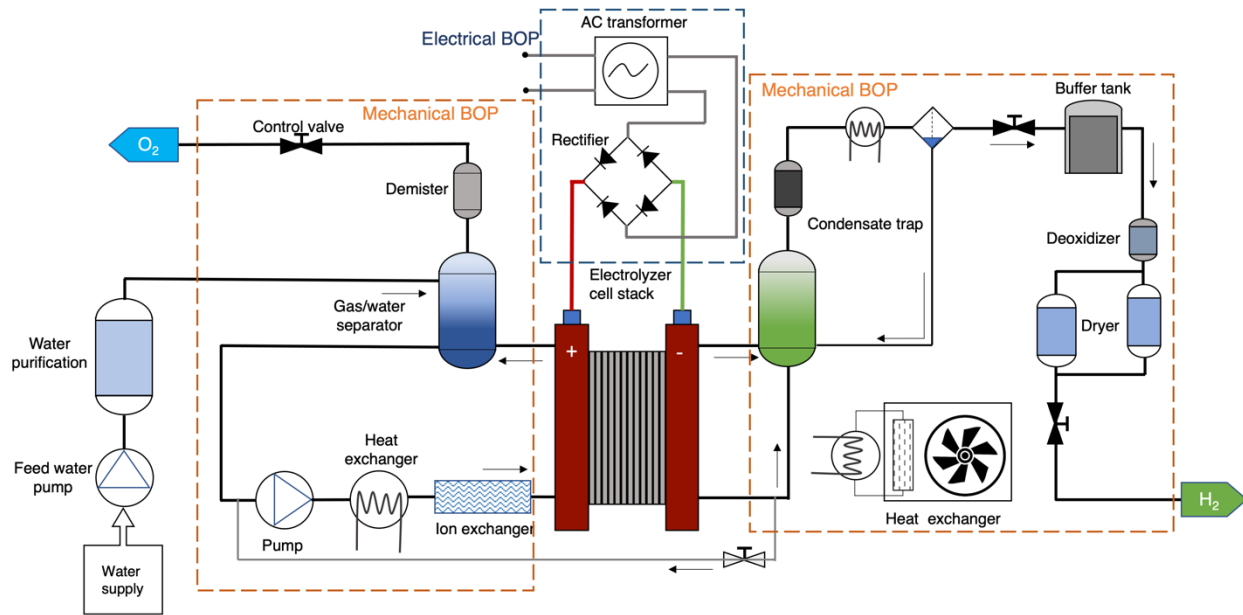 AC transformer
Electrical BOP
Mechanical BOP
Mechanical BOP
Buffer tank
O₂
Control valve
Rectifier
Demister
Condensate trap
Deoxidizer
Electrolyzer
cell stack
Gas/water
separator
Water
purification
Dryer
+
-
Heat
exchanger
Feed water
pump
Ion exchanger
Pump
Heat exchanger
H₂
Water
supply